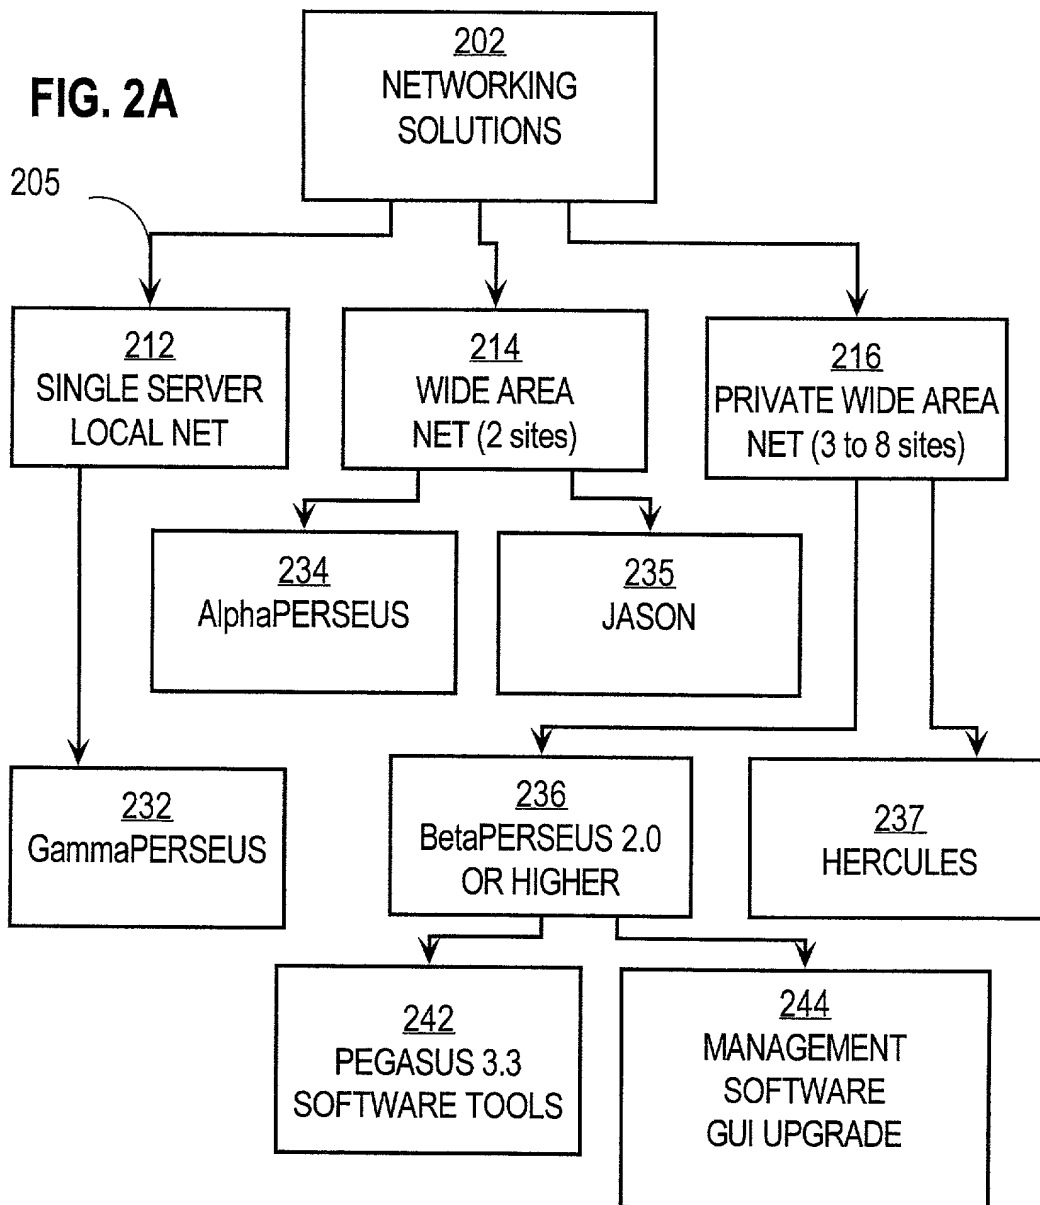 FIG. 2A
202
NETWORKING
SOLUTIONS
205
212
SINGLE SERVER
LOCAL NET
214
WIDE AREA
NET (2 sites)
216
PRIVATE WIDE AREA
NET (3 to 8 sites)
234
AlphaPERSEUS
235
JASON
232
GammaPERSEUS
236
BetaPERSEUS 2.0
OR HIGHER
237
HERCULES
242
PEGASUS 3.3
SOFTWARE TOOLS
244
MANAGEMENT
SOFTWARE
GUI UPGRADE